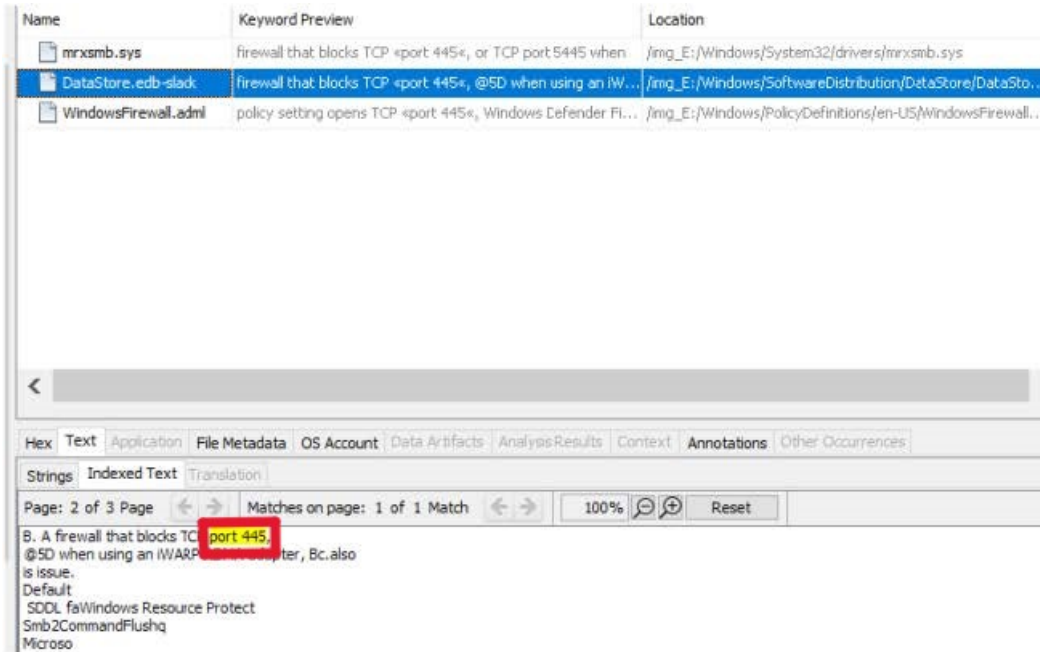 Name Keyword Preview Location
mrxsmb.sys firewall that blocks TCP «port 445«, or TCP port 5445 when /img_E:/Windows/System32/drivers/mrxsmb.sys
DataStore.edb-slack firewall that blocks TCP «port 445«, @5D when using an iW... /img_E:/Windows/SoftwareDistribution/DataStore/DataSto...
WindowsFirewall.adml policy setting opens TCP «port 445«, Windows Defender Fi... /img_E:/Windows/PolicyDefinitions/en-US/WindowsFirewall...
Hex Text Application File Metadata OS Account Data Artifacts Analysis Results Context Annotations Other Occurrences
Strings Indexed Text Translation
Page: 2 of 3 Page Matches on page: 1 of 1 Match 100% Reset
B. A firewall that blocks TC port 445,
@5D when using an iWARP , Bc.also
is issue.
Default
SDDL faWindows Resource Protect
Smb2CommandFlushq
Microso